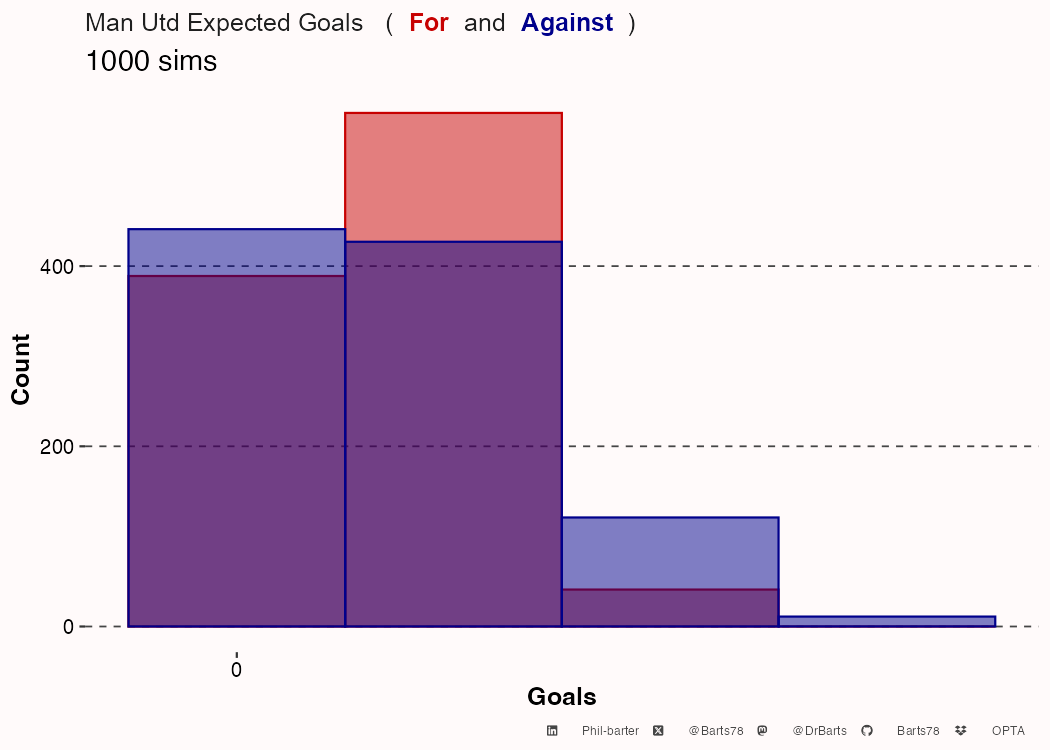 Man Utd Expected Goals ( For and Against )
1000 sims
Count
400
200
0
0
Goals
Phil-barter @Barts78 @DrBarts Barts78 OPTA